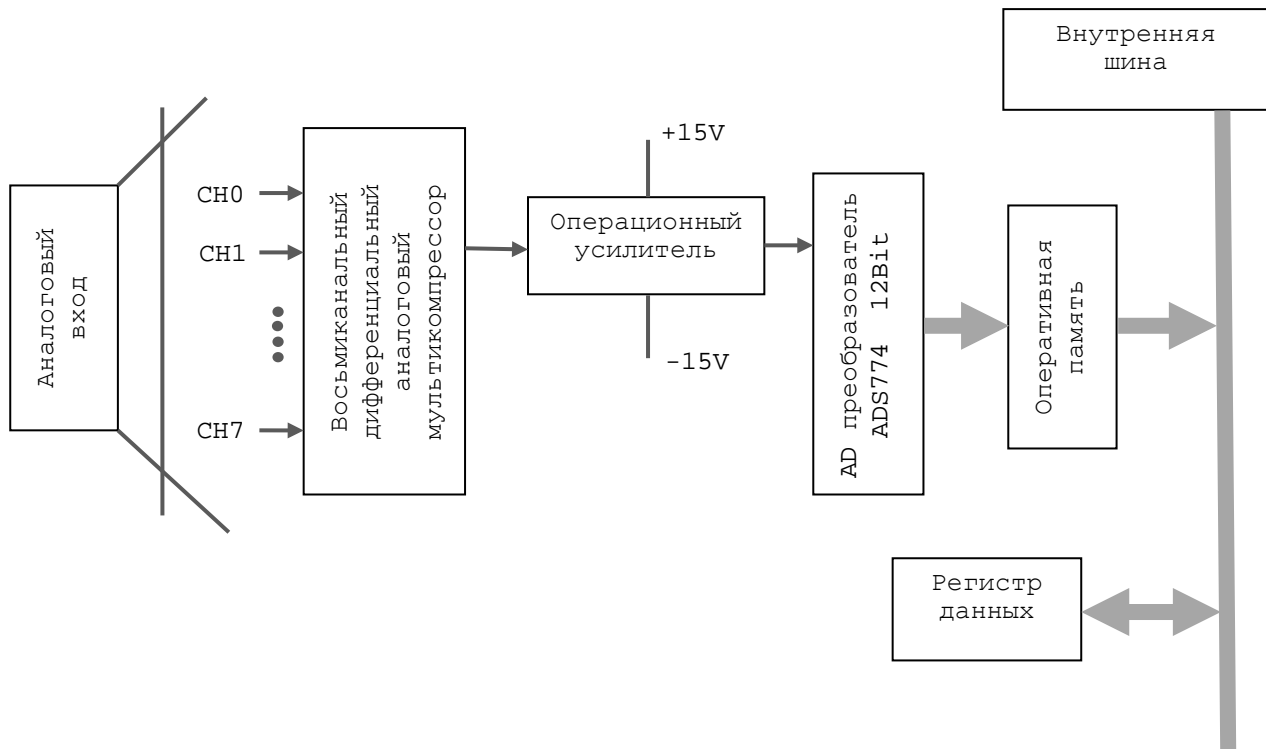 Внутренняя
шина
Аналоговый
вход
CH0
CH1
CH7
Восьмиканальный
дифференциальный
аналоговый
мультикомпрессор
+15V
Операционный
усилитель
-15V
AD преобразователь
ADS774 12Bit
Оперативная
память
Регистр
данных